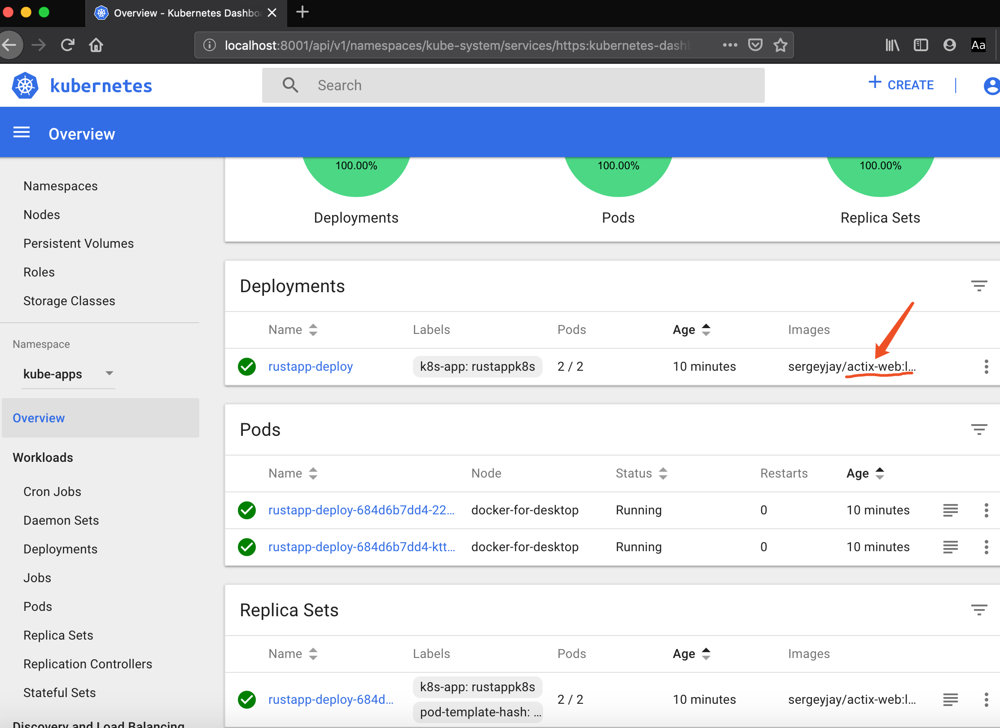 Overview - Kubernetes Dashboa
localhost:8001/api/v1/namespaces/kube-system/services/https:kubernetes-dashb
Aa
kubernetes
Search
CREATE
Overview
100.00%
100.00%
100.00%
Deployments
Pods
Replica Sets
Namespaces
Nodes
Persistent Volumes
Roles
Storage Classes
Namespace
kube-apps
Overview
Workloads
Cron Jobs
Daemon Sets
Deployments
Jobs
Pods
Replica Sets
Replication Controllers
Stateful Sets
Discovery and Load Balancing
Deployments
Name Labels Pods Age Images
rustapp-deploy k8s-app: rustappk8s 2 / 2 10 minutes sergeyjay/actix-web:l...
Pods
Name Node Status Restarts Age
rustapp-deploy-684d6b7dd4-22... docker-for-desktop Running 0 10 minutes
rustapp-deploy-684d6b7dd4-ktt... docker-for-desktop Running 0 10 minutes
Replica Sets
Name Labels Pods Age Images
k8s-app: rustappk8s
rustapp-deploy-684d... 2 / 2 10 minutes sergeyjay/actix-web:l...
pod-template-hash: ...